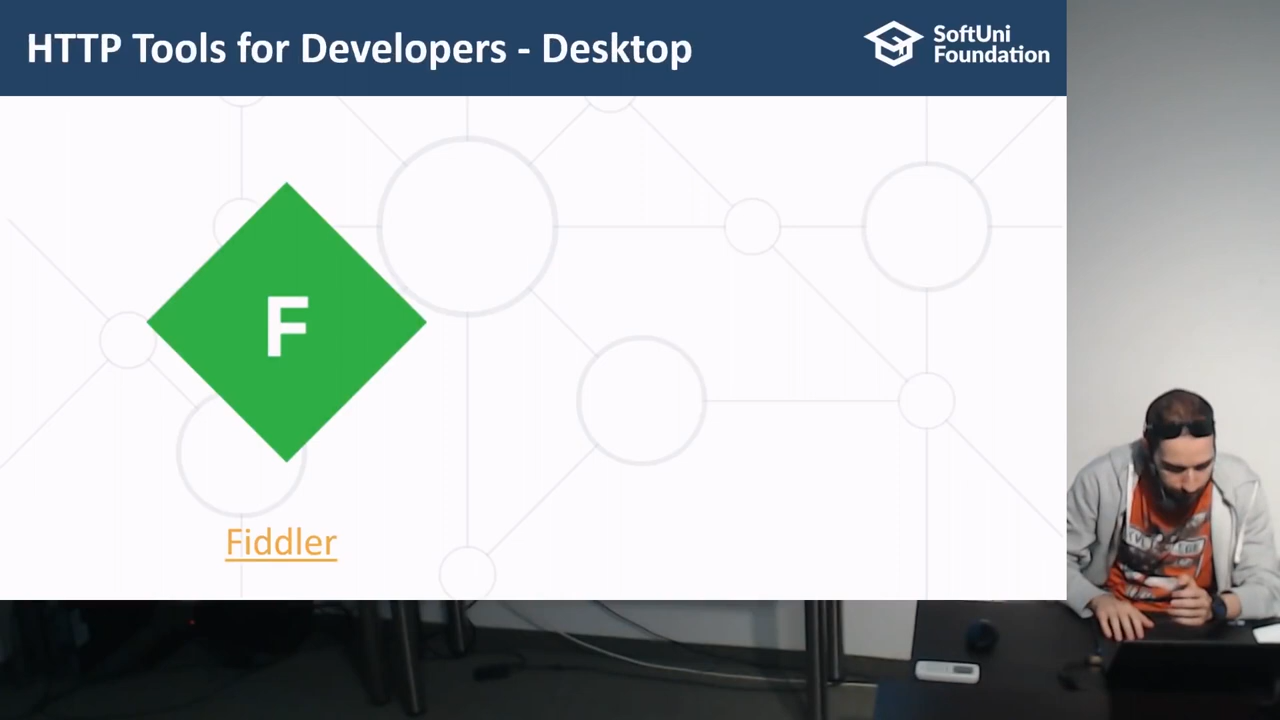 HTTP Tools for Developers - Desktop
SoftUni
Foundation
F
Fiddler